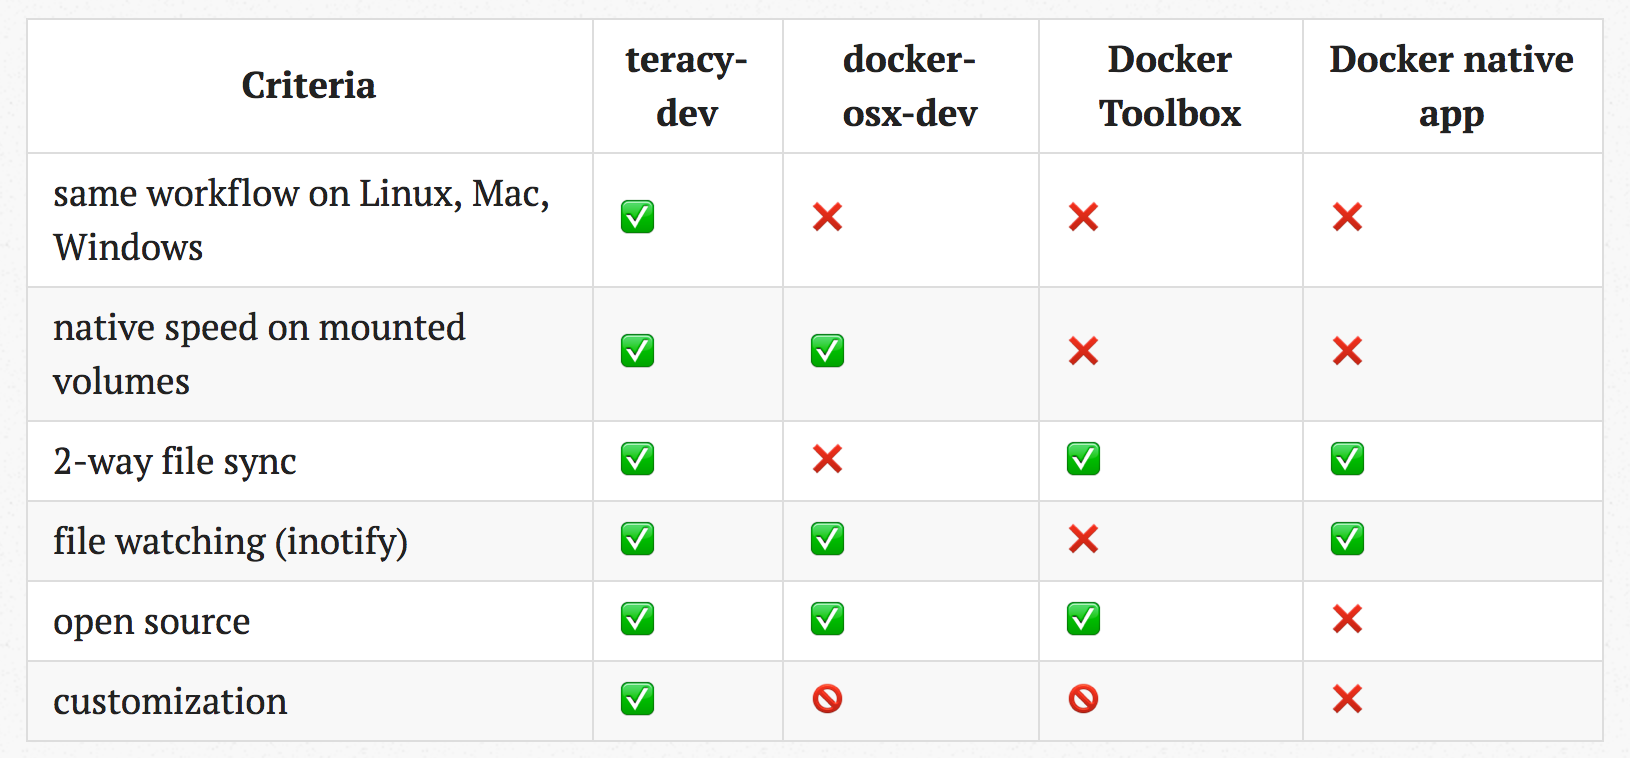 Criteria
teracy-
dev
docker-
osx-dev
Docker
Toolbox
Docker native
app
same workflow on Linux, Mac,
Windows
✅ ❌ ❌ ❌
native speed on mounted
volumes
✅ ✅ ❌ ❌
2-way file sync ✅ ❌ ✅ ✅
file watching (inotify) ✅ ✅ ❌ ✅
open source ✅ ✅ ✅ ❌
customization ✅ 🚫 🚫 ❌